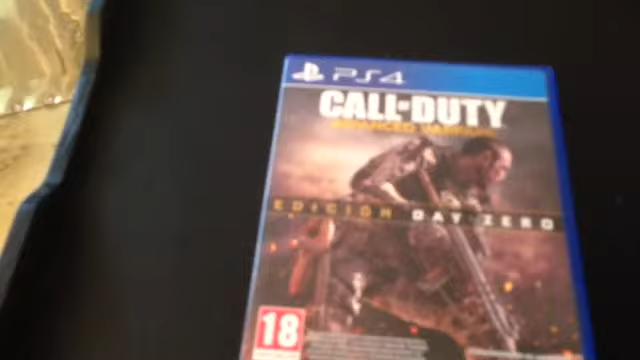 PS4
CALL OF DUTY
ADVANCED WARFARE
EDICIÓN DAY ZERO
18